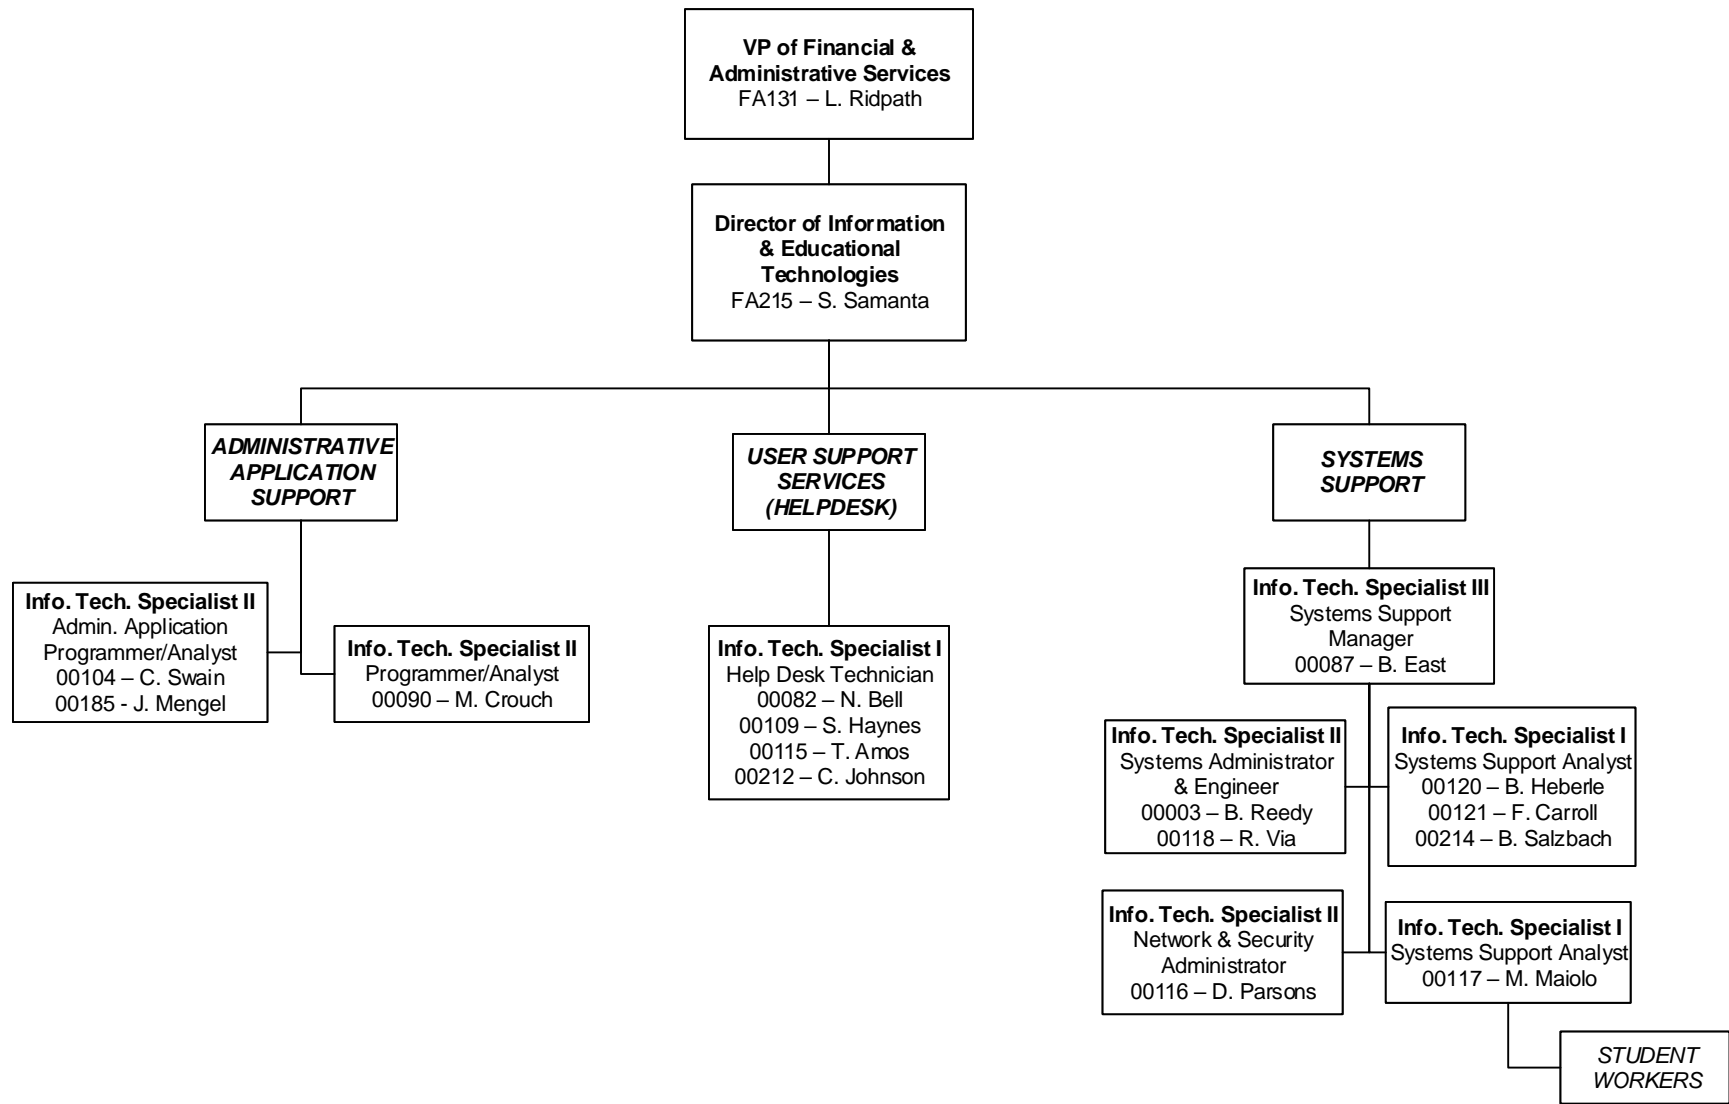 VP of Financial &
Administrative Services
FA131 – L. Ridpath
Director of Information
& Educational
Technologies
FA215 – S. Samanta
ADMINISTRATIVE
APPLICATION
SUPPORT
USER SUPPORT
SERVICES
(HELPDESK)
SYSTEMS
SUPPORT
Info. Tech. Specialist II
Admin. Application
Programmer/Analyst
00104 – C. Swain
00185 - J. Mengel
Info. Tech. Specialist II
Programmer/Analyst
00090 – M. Crouch
Info. Tech. Specialist I
Help Desk Technician
00082 – N. Bell
00109 – S. Haynes
00115 – T. Amos
00212 – C. Johnson
Info. Tech. Specialist III
Systems Support
Manager
00087 – B. East
Info. Tech. Specialist II
Systems Administrator
& Engineer
00003 – B. Reedy
00118 – R. Via
Info. Tech. Specialist I
Systems Support Analyst
00120 – B. Heberle
00121 – F. Carroll
00214 – B. Salzbach
Info. Tech. Specialist II
Network & Security
Administrator
00116 – D. Parsons
Info. Tech. Specialist I
Systems Support Analyst
00117 – M. Maiolo
STUDENT
WORKERS